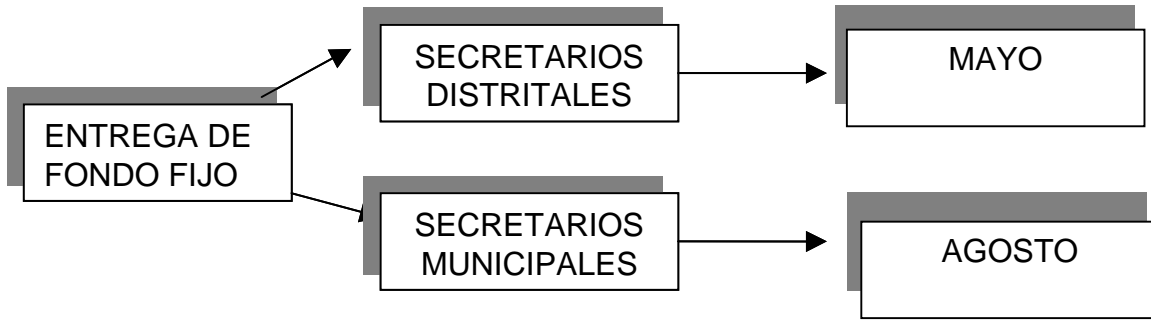 ENTREGA DE
FONDO FIJO
SECRETARIOS
DISTRITALES
MAYO
SECRETARIOS
MUNICIPALES
AGOSTO